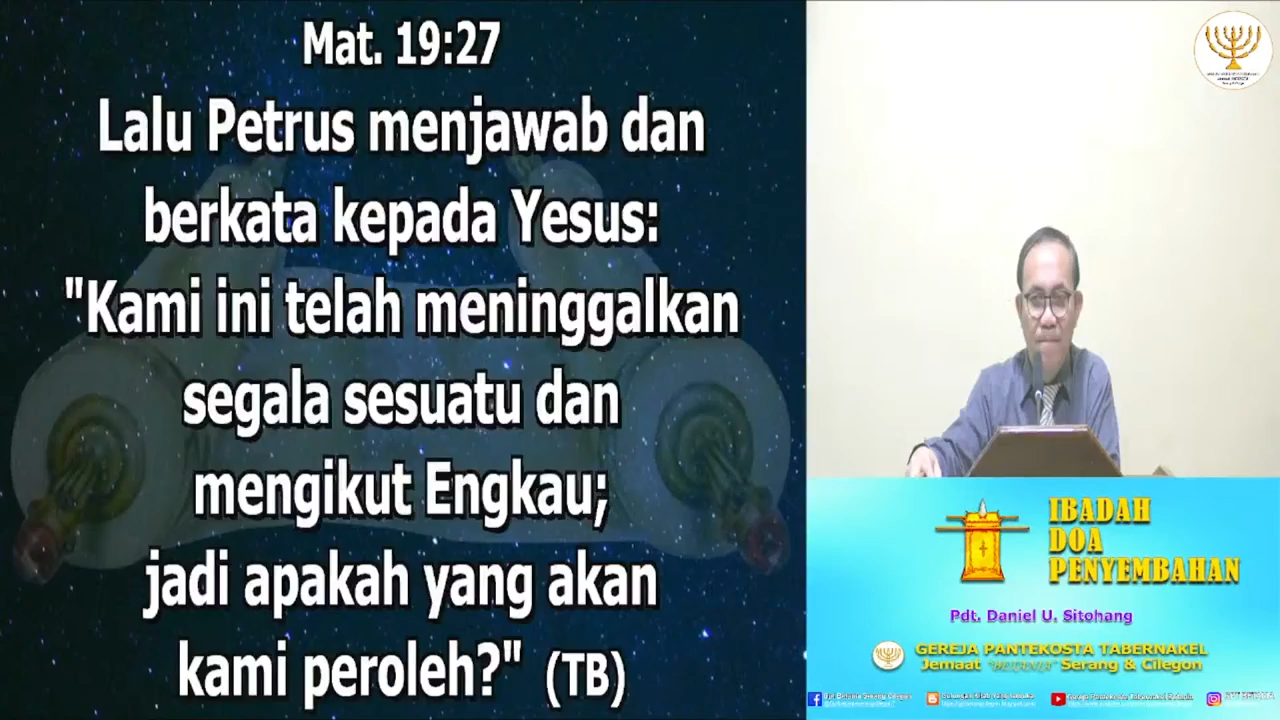 Mat. 19:27
Lalu Petrus menjawab dan
berkata kepada Yesus:
"Kami ini telah meninggalkan
segala sesuatu dan
mengikut Engkau;
jadi apakah yang akan
kami peroleh?" (TB)
IBADAH
DOA
PENYEMBAHAN
Pdt. Daniel U. Sitohang
GEREJA PANTEKOSTA TABERNAKEL
Jemaat Serang & Cilegon